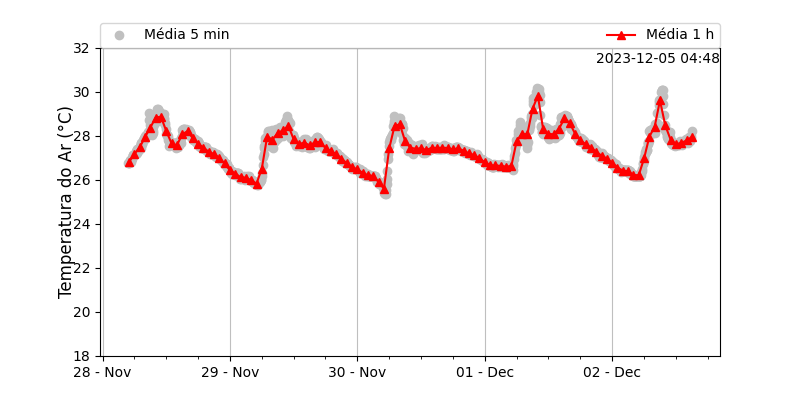 Média 5 min
Média 1 h
2023-12-05 04:48
Temperatura do Ar (°C)
32
30
28
26
24
22
20
18
28 - Nov
29 - Nov
30 - Nov
01 - Dec
02 - Dec